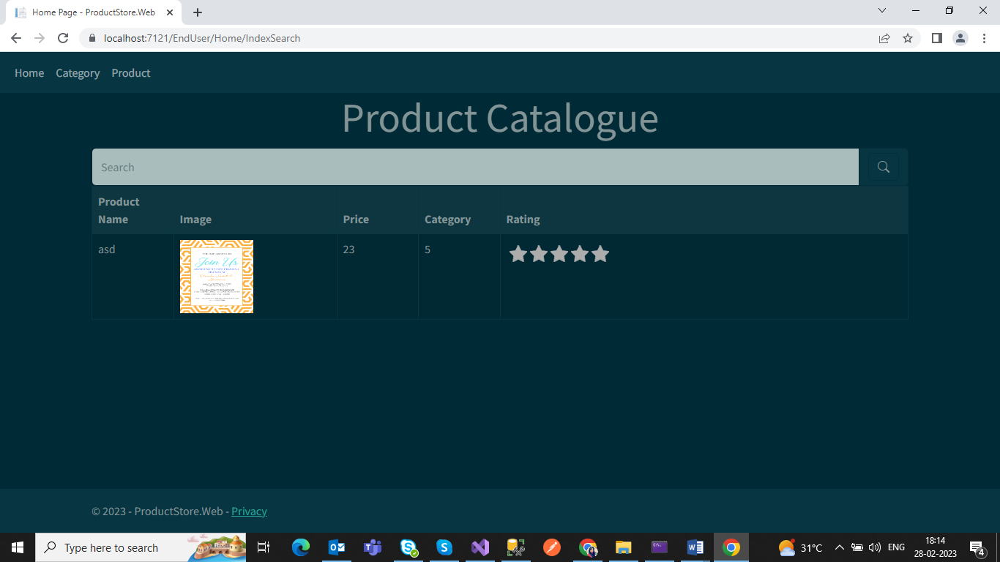 Home Page - ProductStore.Web
localhost:7121/EndUser/Home/IndexSearch
Home Category Product
Product Catalogue
Search
Product
Name Image Price Category Rating
asd 23 5
Join Us
© 2023 - ProductStore.Web - Privacy
Type here to search
31°C ENG 18:14
28-02-2023 4